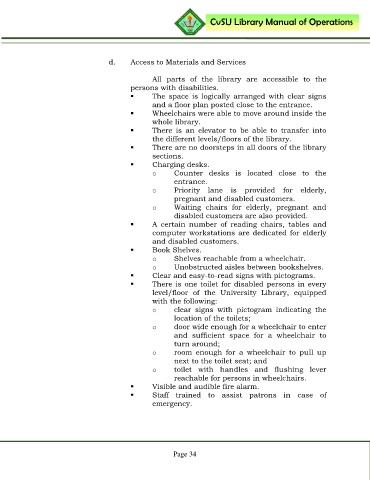 CvSU Library Manual of Operations
d. Access to Materials and Services
All parts of the library are accessible to the
persons with disabilities.
▪ The space is logically arranged with clear signs
and a floor plan posted close to the entrance.
▪ Wheelchairs were able to move around inside the
whole library.
▪ There is an elevator to be able to transfer into
the different levels/floors of the library.
▪ There are no doorsteps in all doors of the library
sections.
▪ Charging desks.
o Counter desks is located close to the
entrance.
o Priority lane is provided for elderly,
pregnant and disabled customers.
o Waiting chairs for elderly, pregnant and
disabled customers are also provided.
▪ A certain number of reading chairs, tables and
computer workstations are dedicated for elderly
and disabled customers.
▪ Book Shelves.
o Shelves reachable from a wheelchair.
o Unobstructed aisles between bookshelves.
▪ Clear and easy-to-read signs with pictograms.
▪ There is one toilet for disabled persons in every
level/floor of the University Library, equipped
with the following:
o clear signs with pictogram indicating the
location of the toilets;
o door wide enough for a wheelchair to enter
and sufficient space for a wheelchair to
turn around;
o room enough for a wheelchair to pull up
next to the toilet seat; and
o toilet with handles and flushing lever
reachable for persons in wheelchairs.
▪ Visible and audible fire alarm.
▪ Staff trained to assist patrons in case of
emergency.
Page 34